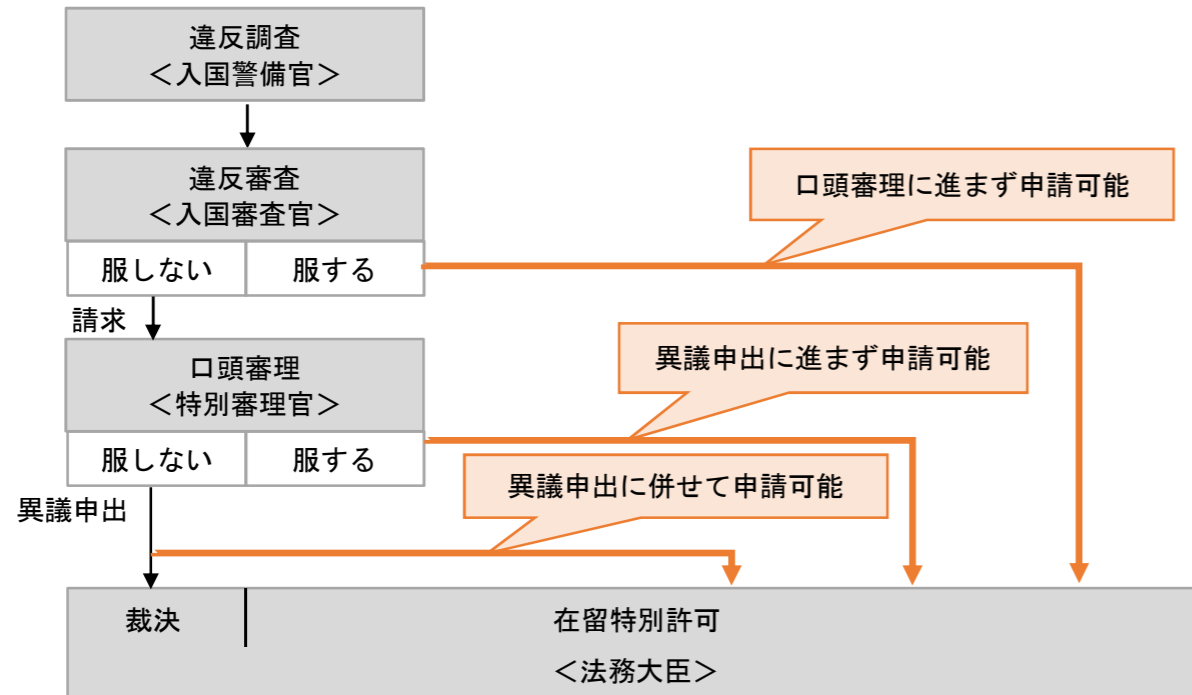 違反調査
＜入国警備官＞
違反審査
＜入国審査官＞
服しない
服する
口頭審理に進まず申請可能
請求
口頭審理
＜特別審理官＞
服しない
服する
異議申出に進まず申請可能
異議申出に併せて申請可能
異議申出
裁決
在留特別許可
＜法務大臣＞